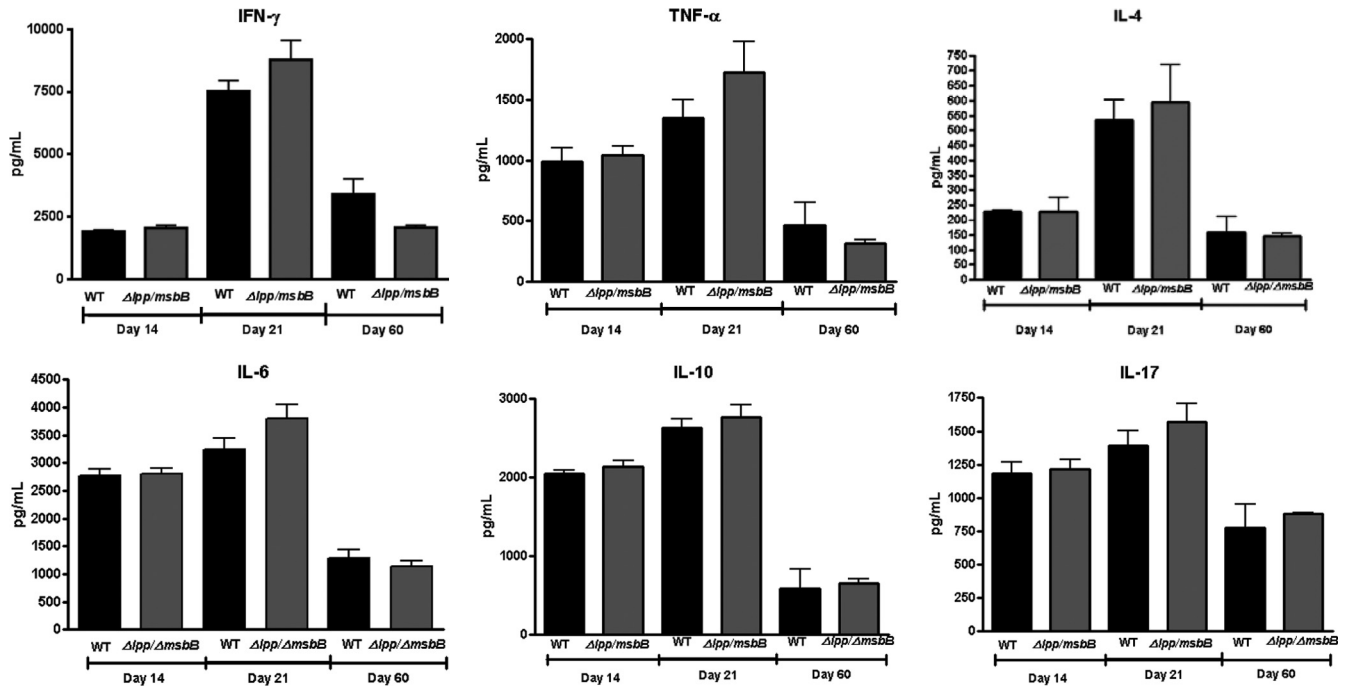 IFN-γ
pg/mL
10000
7500
5000
2500
0
WT Δlpp/msbB WT Δlpp/msbB WT Δlpp/msbB
Day 14 Day 21 Day 60
TNF-α
pg/mL
2000
1500
1000
500
0
WT Δlpp/msbB WT Δlpp/msbB WT Δlpp/msbB
Day 14 Day 21 Day 60
IL-4
pg/mL
750
700
650
600
550
500
450
400
350
300
250
200
150
100
50
0
WT Δlpp/msbB WT Δlpp/msbB WT Δlpp/ΔmsbB
Day 14 Day 21 Day 60
IL-6
pg/mL
4500
4000
3500
3000
2500
2000
1500
1000
500
0
WT Δlpp/ΔmsbB WT Δlpp/ΔmsbB WT Δlpp/ΔmsbB
Day 14 Day 21 Day 60
IL-10
pg/mL
3000
2000
1000
0
WT Δlpp/msbB WT Δlpp/msbB WT Δlpp/ΔmsbB
Day 14 Day 21 Day 60
IL-17
pg/mL
1750
1500
1250
1000
750
500
250
0
WT Δlpp/msbB WT Δlpp/msbB WT Δlpp/ΔmsbB
Day 14 Day 21 Day 60